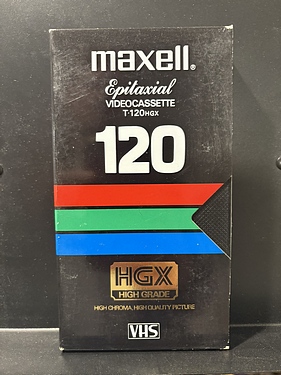 maxell®
Epitaxial
VIDEOCASSETTE
T-120HGX
120
HGX
HIGH GRADE
HIGH CHROMA, HIGH QUALITY PICTURE
VHS